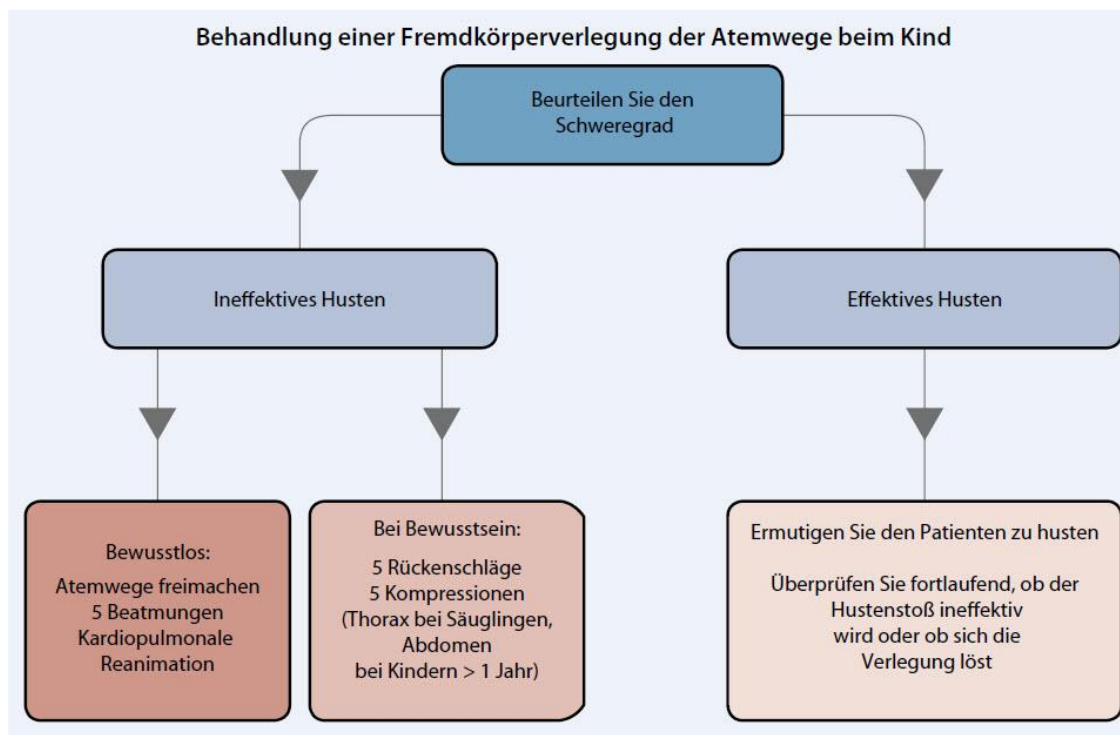 Behandlung einer Fremdkörperverlegung der Atemwege beim Kind
Beurteilen Sie den
Schweregrad
Ineffektives Husten
Effektives Husten
Bewusstlos:
Atemwege freimachen
5 Beatmungen
Kardiopulmonale
Reanimation
Bei Bewusstsein:
5 Rückenschläge
5 Kompressionen
(Thorax bei Säuglingen,
Abdomen
bei Kindern > 1 Jahr)
Ermutigen Sie den Patienten zu husten
Überprüfen Sie fortlaufend, ob der
Hustenstoß ineffektiv
wird oder ob sich die
Verlegung löst